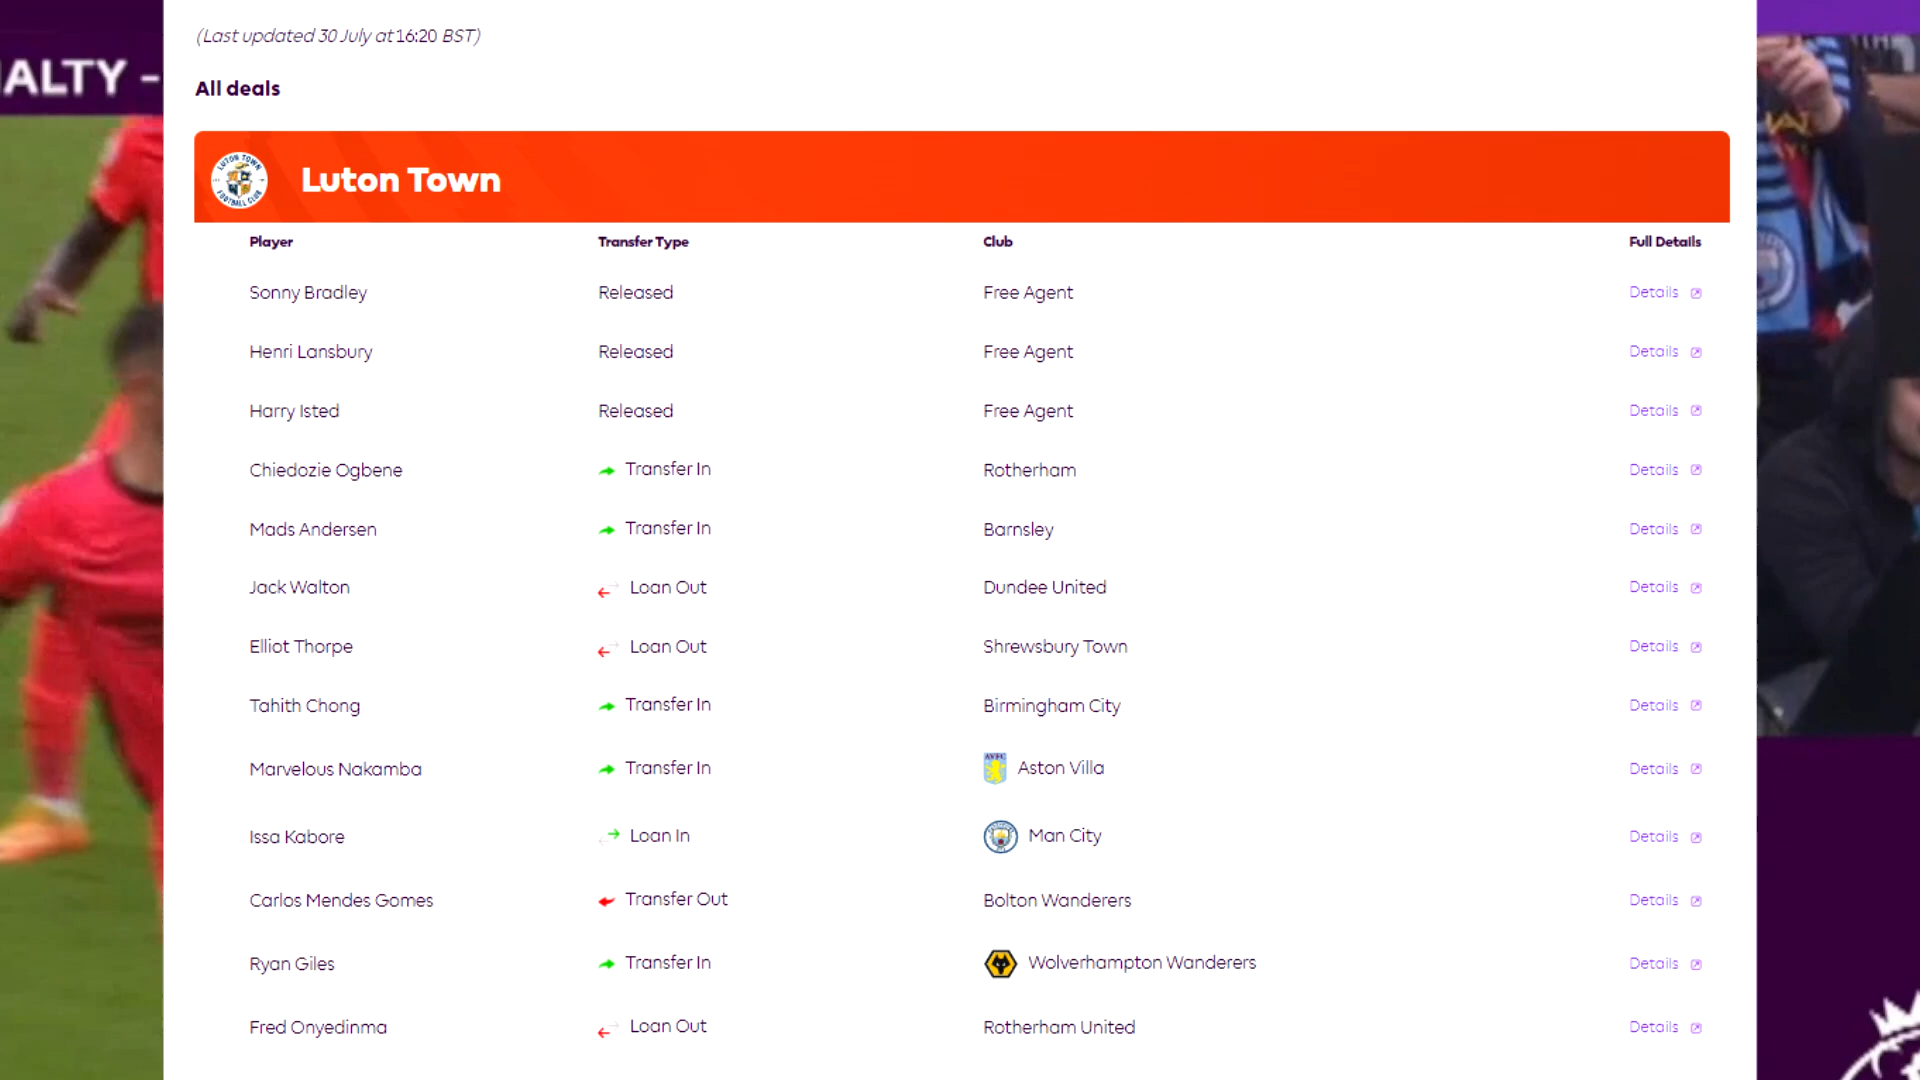 (Last updated 30 July at 16:20 BST)
ALTY -
All deals
LUTON TOWN
FOOTBALL CLUB
Luton Town
Player Transfer Type Club Full Details
Sonny Bradley Released Free Agent Details
Henri Lansbury Released Free Agent Details
Harry Isted Released Free Agent Details
Chiedozie Ogbene Transfer In Rotherham Details
Mads Andersen Transfer In Barnsley Details
Jack Walton Loan Out Dundee United Details
Elliot Thorpe Loan Out Shrewsbury Town Details
Tahith Chong Transfer In Birmingham City Details
Marvelous Nakamba Transfer In AVFC Aston Villa Details
Issa Kabore Loan In Man City Details
Carlos Mendes Gomes Transfer Out Bolton Wanderers Details
Ryan Giles Transfer In Wolverhampton Wanderers Details
Fred Onyedinma Loan Out Rotherham United Details